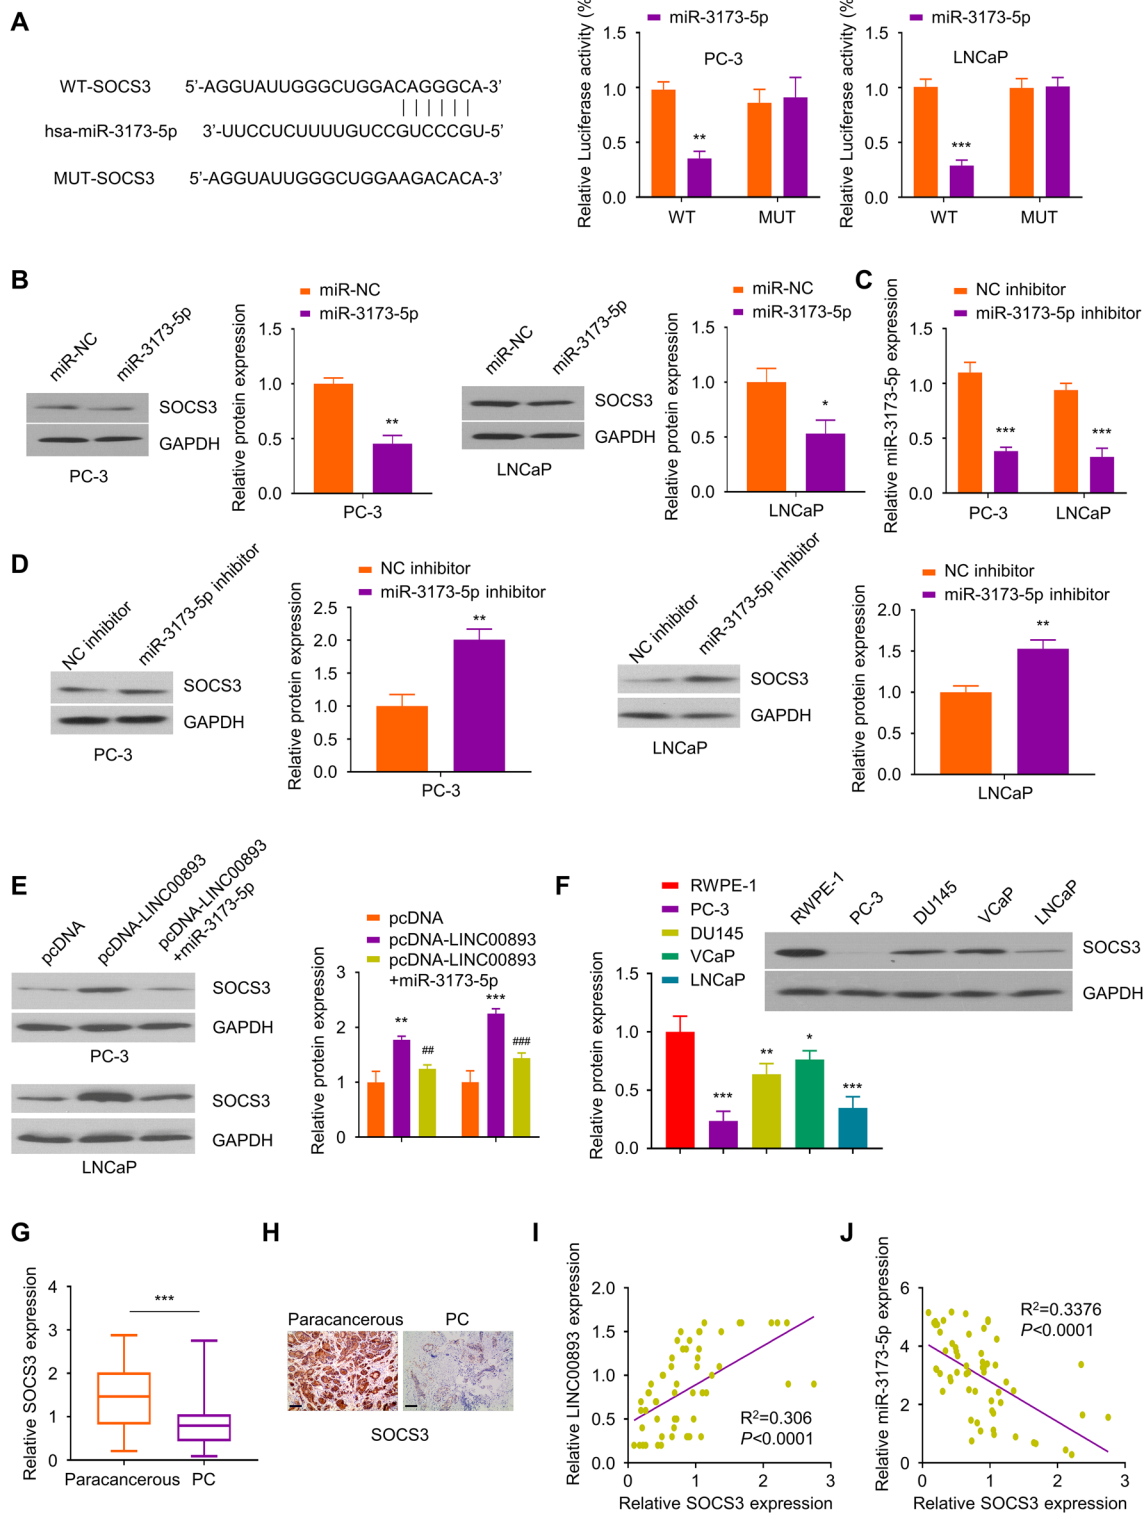 A
WT-SOCS3 5'-AGGUAUUGGGCUGGACAGGGCA-3'
hsa-miR-3173-5p 3'-UUCCUCUUUUGUCCGUCCCGU-5'
MUT-SOCS3 5'-AGGUAUUGGGCUGGAAGACACA-3'
miR-3173-5p
Relative Luciferase activity (%
1.5
1.0
0.5
0.0
PC-3
**
WT MUT
miR-3173-5p
Relative Luciferase activity (%
1.5
1.0
0.5
0.0
LNCaP
***
WT MUT
B
miR-NC
miR-3173-5p
SOCS3
GAPDH
PC-3
miR-NC
miR-3173-5p
Relative protein expression
1.5
1.0
0.5
0.0
**
PC-3
miR-NC
miR-3173-5p
SOCS3
GAPDH
LNCaP
miR-NC
miR-3173-5p
Relative protein expression
1.5
1.0
0.5
0.0
*
LNCaP
C
NC inhibitor
miR-3173-5p inhibitor
Relative miR-3173-5p expression
1.5
1.0
0.5
0.0
*** ***
PC-3 LNCaP
D
NC inhibitor
miR-3173-5p inhibitor
SOCS3
GAPDH
PC-3
NC inhibitor
miR-3173-5p inhibitor
Relative protein expression
2.5
2.0
1.5
1.0
0.5
0.0
**
PC-3
NC inhibitor
miR-3173-5p inhibitor
SOCS3
GAPDH
LNCaP
NC inhibitor
miR-3173-5p inhibitor
Relative protein expression
2.0
1.5
1.0
0.5
0.0
**
LNCaP
E
pcDNA
pcDNA-LINC00893
pcDNA-LINC00893
+miR-3173-5p
SOCS3
GAPDH
PC-3
SOCS3
GAPDH
LNCaP
pcDNA
pcDNA-LINC00893
pcDNA-LINC00893
+miR-3173-5p
Relative protein expression
3
2
1
0
** ## *** ###
F
RWPE-1
PC-3
DU145
VCaP
LNCaP
RWPE-1
PC-3
DU145
VCaP
LNCaP
SOCS3
GAPDH
Relative protein expression
1.5
1.0
0.5
0.0
*** ** * ***
G
Relative SOCS3 expression
4
3
2
1
0
***
Paracancerous PC
H
Paracancerous PC
SOCS3
I
Relative LINC00893 expression
2.0
1.5
1.0
0.5
0.0
R²=0.306
P<0.0001
0 1 2 3
Relative SOCS3 expression
J
Relative miR-3173-5p expression
6
4
2
0
R²=0.3376
P<0.0001
0 1 2 3
Relative SOCS3 expression